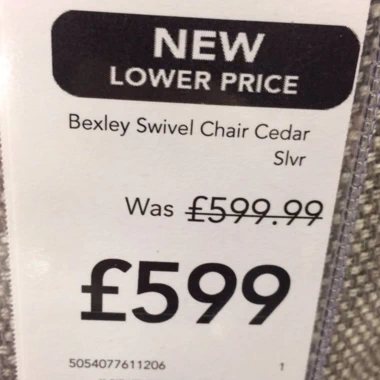 NEW
LOWER PRICE
Bexley Swivel Chair Cedar
Slvr
Was £599.99
£599
5054077611206 1